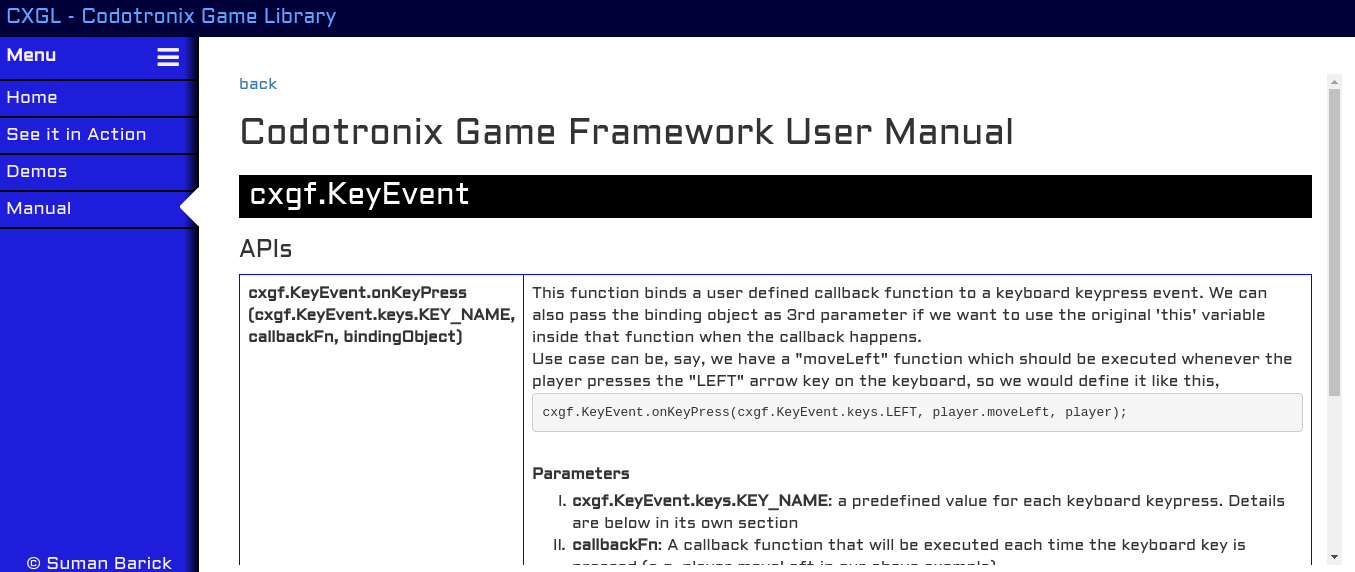 CXGL - Codotronix Game Library
Menu
Home
See it in Action
Demos
Manual
© Suman Barick
back
Codotronix Game Framework User Manual
cxgf.KeyEvent
APIs
cxgf.KeyEvent.onKeyPress
(cxgf.KeyEvent.keys.KEY_NAME,
callbackFn, bindingObject)
This function binds a user defined callback function to a keyboard keypress event. We can
also pass the binding object as 3rd parameter if we want to use the original 'this' variable
inside that function when the callback happens.
Use case can be, say, we have a "moveLeft" function which should be executed whenever the
player presses the "LEFT" arrow key on the keyboard, so we would define it like this,
cxgf.KeyEvent.onKeyPress(cxgf.KeyEvent.keys.LEFT, player.moveLeft, player);
Parameters
I. cxgf.KeyEvent.keys.KEY_NAME: a predefined value for each keyboard keypress. Details
are below in its own section
II. callbackFn: A callback function that will be executed each time the keyboard key is
pressed (e.g. player.moveLeft in our above example)